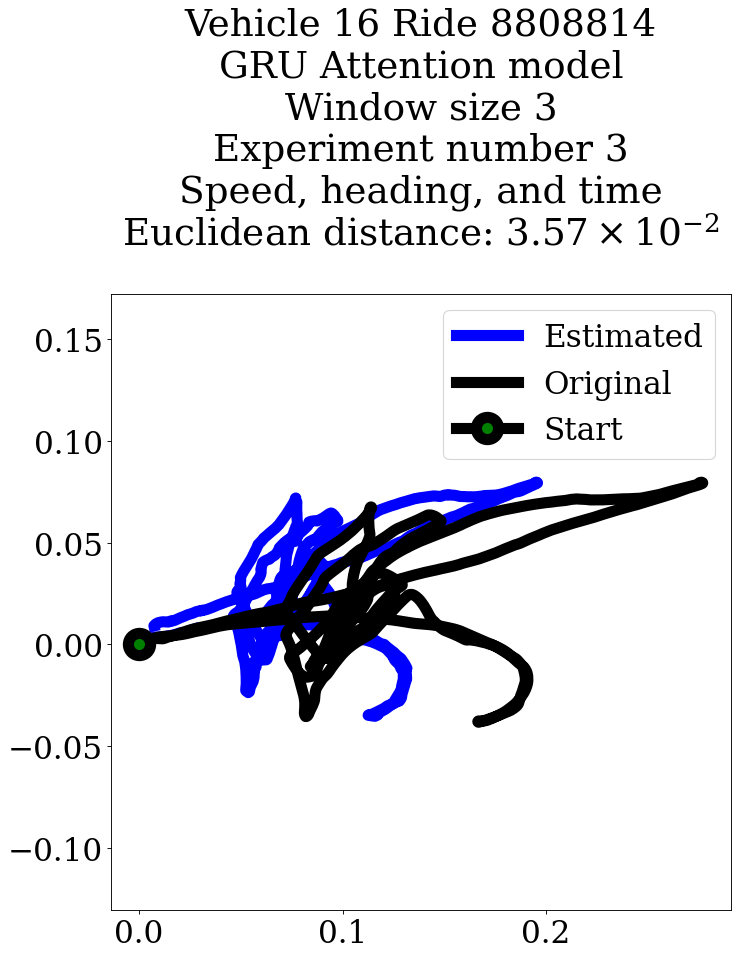 Vehicle 16 Ride 8808814
GRU Attention model
Window size 3
Experiment number 3
Speed, heading, and time
Euclidean distance: 3.57 × 10⁻²
Estimated
Original
Start
0.15
0.10
0.05
0.00
−0.05
−0.10
0.0 0.1 0.2